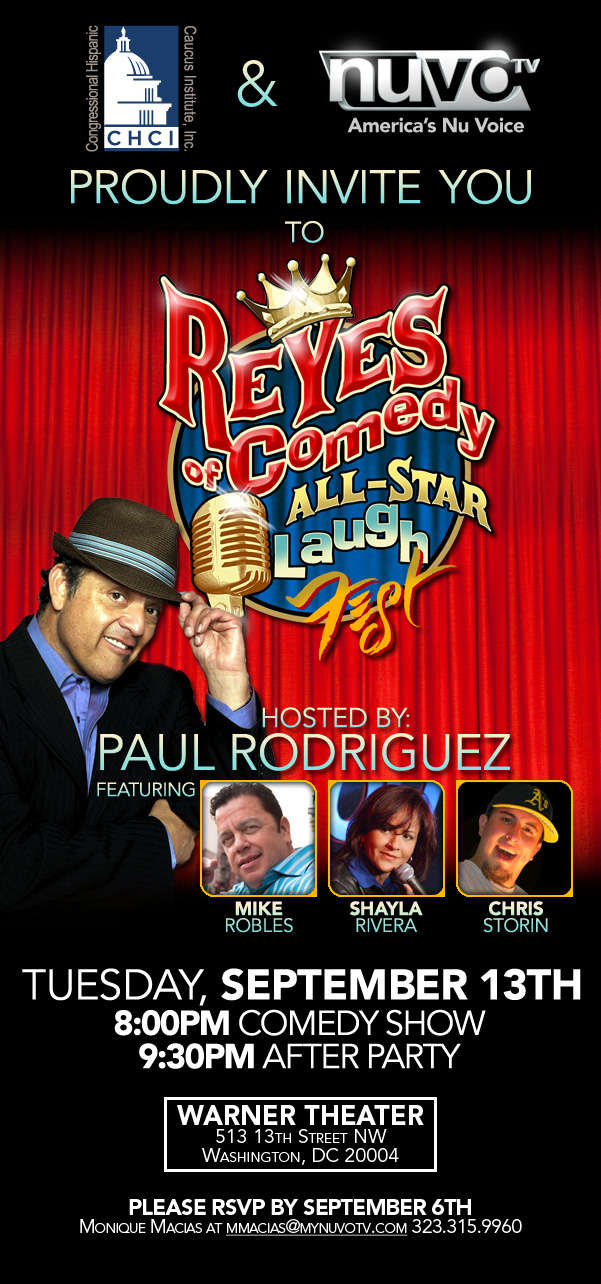 Congressional Hispanic
Caucus Institute, Inc.
CHCI
&
nuvo TV
America's Nu Voice
PROUDLY INVITE YOU
TO
REYES
of Comedy
ALL-STAR
Laugh
Fest
HOSTED BY:
PAUL RODRIGUEZ
FEATURING
A's
MIKE
ROBLES
SHAYLA
RIVERA
CHRIS
STORIN
TUESDAY, SEPTEMBER 13TH
8:00PM COMEDY SHOW
9:30PM AFTER PARTY
WARNER THEATER
513 13TH STREET NW
WASHINGTON, DC 20004
PLEASE RSVP BY SEPTEMBER 6TH
MONIQUE MACIAS AT MMACIAS@MYNUVOTV.COM 323.315.9960